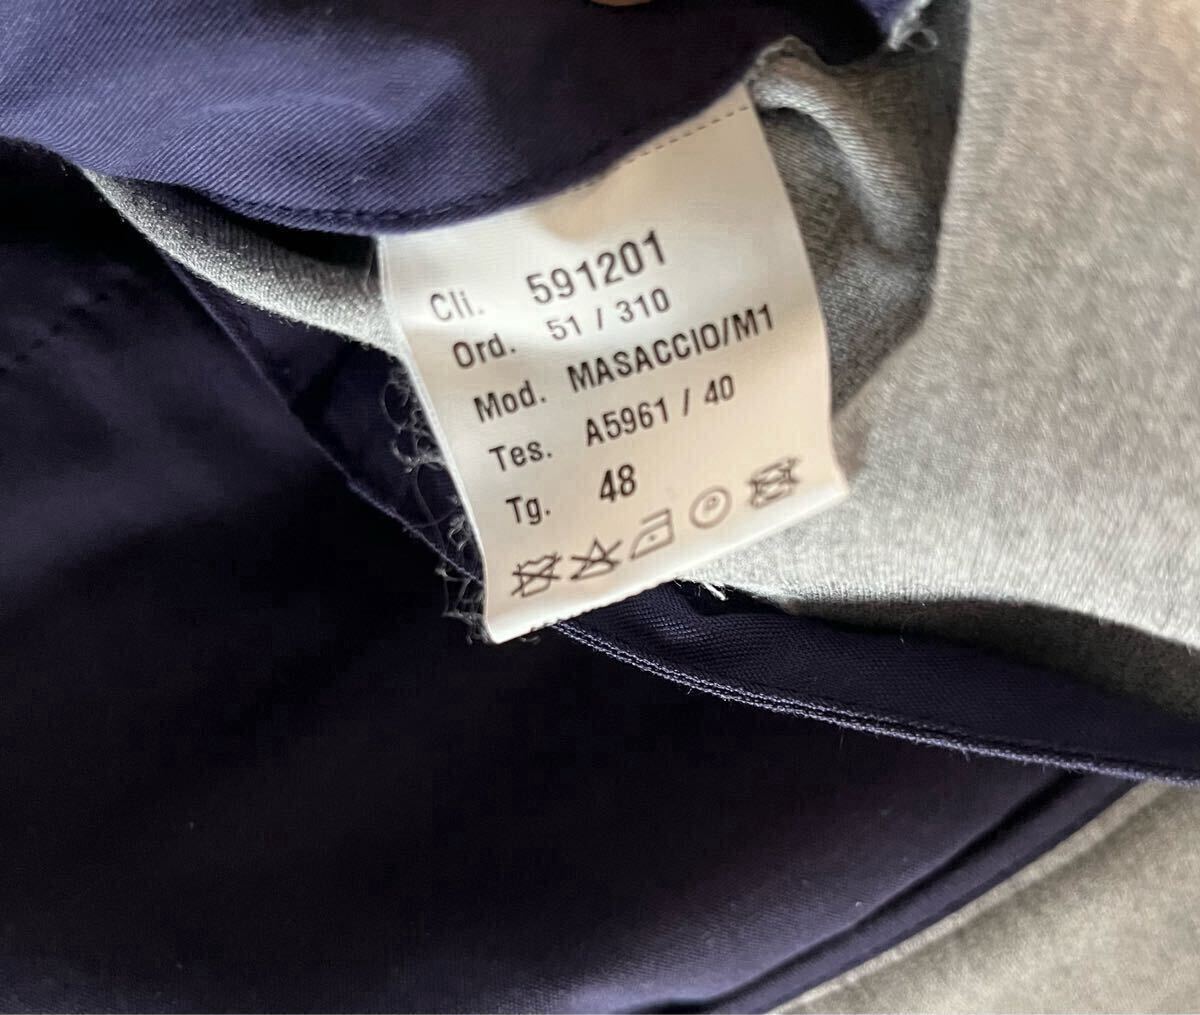 Cli. 591201
Ord. 51 / 310
Mod. MASACCIO/M1
Tes. A5961 / 40
Tg. 48
P